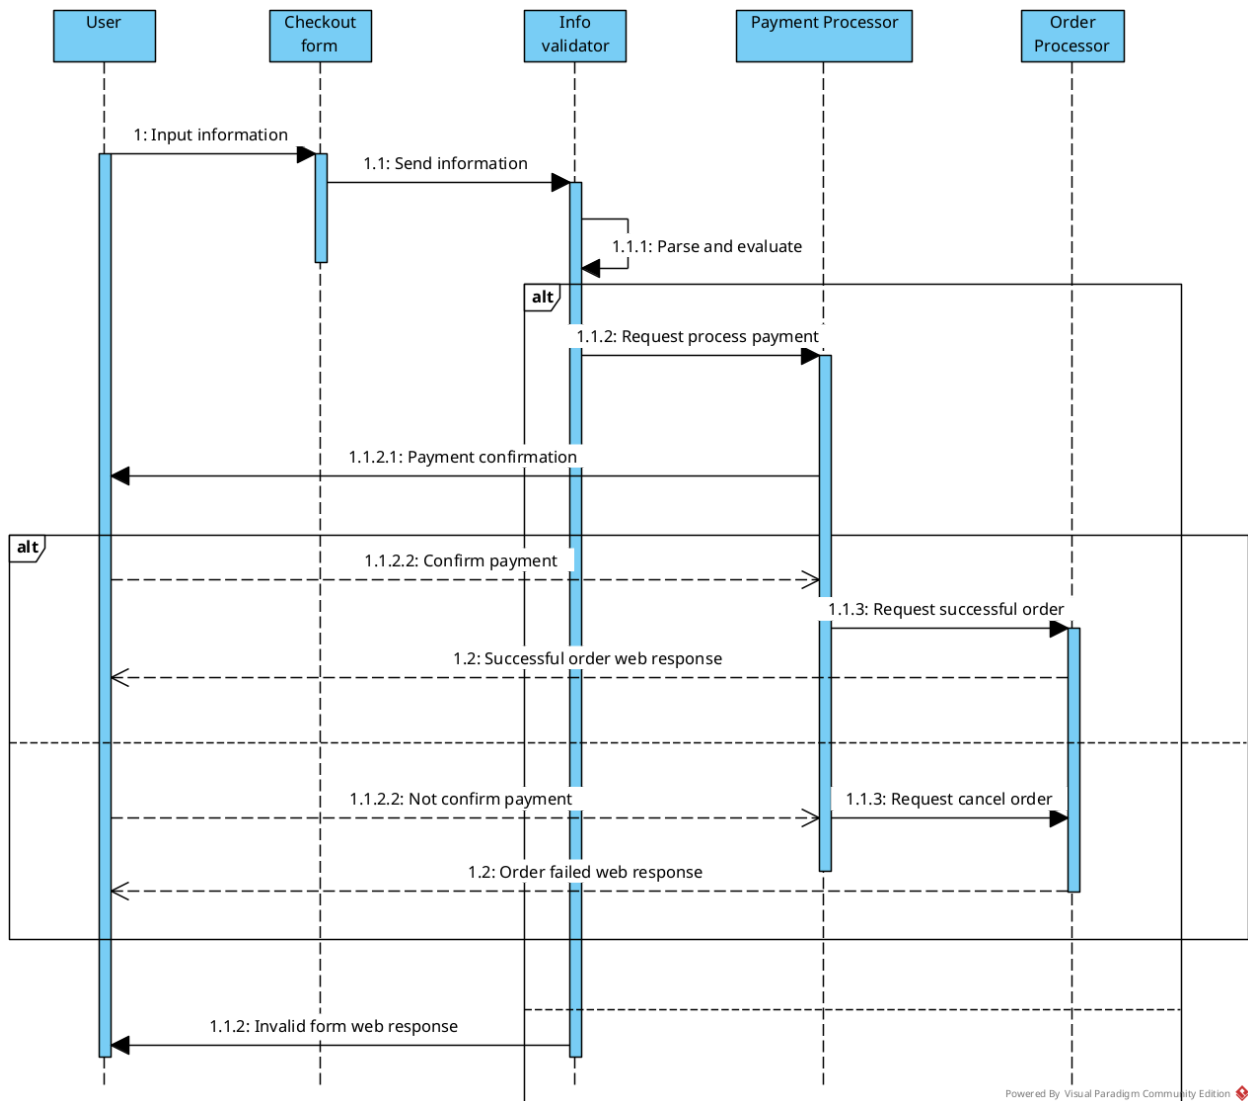 User
Checkout
form
Info
validator
Payment Processor
Order
Processor
1: Input information
1.1: Send information
1.1.1: Parse and evaluate
alt
1.1.2: Request process payment
1.1.2.1: Payment confirmation
alt
1.1.2.2: Confirm payment
1.1.3: Request successful order
1.2: Successful order web response
1.1.2.2: Not confirm payment
1.1.3: Request cancel order
1.2: Order failed web response
1.1.2: Invalid form web response
Powered By Visual Paradigm Community Edition